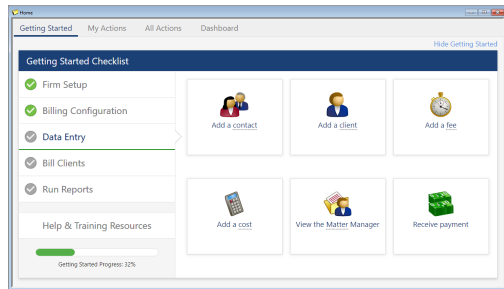 Home
Getting Started My Actions All Actions Dashboard
Hide Getting Started
Getting Started Checklist
Firm Setup
Billing Configuration
Data Entry
Bill Clients
Run Reports
Help & Training Resources
Getting Started Progress: 32%
Add a contact Add a client Add a fee
Add a cost View the Matter Manager Receive payment